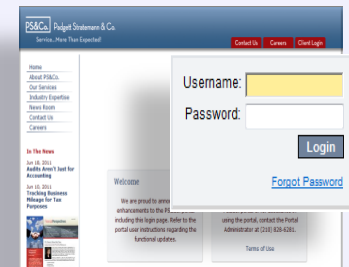 PS&Co. Padgett Stratemann & Co.
Service...More Than Expected!
Contact Us Careers Client Login
Home
About PS&Co.
Our Services
Industry Expertise
News Room
Contact Us
Careers
In The News
Jun 10, 2011
Audits Aren't Just for
Accounting
Jun 10, 2011
Tracking Business
Mileage for Tax
Purposes
Username:
Password:
Login
Forgot Password
Welcome
We are proud to
enhancements to the
including this login page. Refer to the
portal user instructions regarding the
functional updates.
using the portal, contact the Portal
Administrator at (210) 828-6281.
Terms of Use